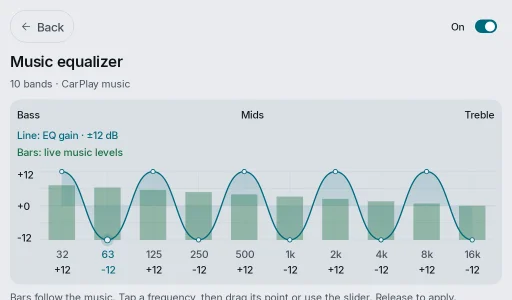 ← Back
On
Music equalizer
10 bands · CarPlay music
Bass Mids Treble
Line: EQ gain · ±12 dB
Bars: live music levels
+12
+0
-12
32 63 125 250 500 1k 2k 4k 8k 16k
+12 -12 +12 -12 +12 -12 +12 -12 +12 -12
Bars follow the music. Tap a frequency, then drag its point or use the slider. Release to apply.